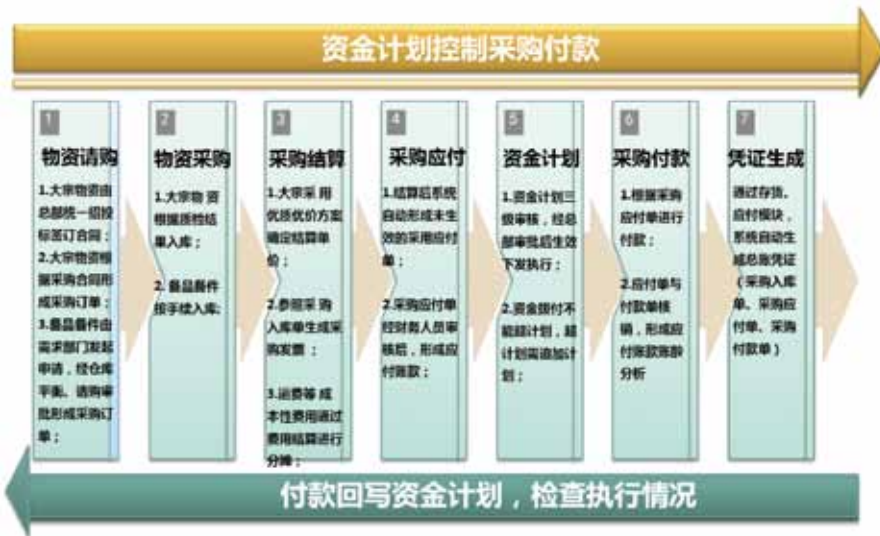 资金计划控制采购付款
1
物资请购
1.大宗物资由
总部统一招投
标签订合同；
2.大宗物资根
据采购合同形
成采购订单；
3.备品备件由
需求部门发起
申请，经仓库
平衡、请购审
批形成采购订
单；
2
物资采购
1.大宗物 资
根据质检结
果入库；
2. 备品备件
按手续入库;
3
采购结算
1.大宗采 用
优质优价方案
确定结算单
价；
2.参照采 购
入库单生成采
购发票 ；
3.运费等 成
本性费用通过
费用结算进行
分摊；
4
采购应付
1.结算后系统
自动形成未生
效的采用应付
单；
2.采购应付单
经财务人员审
核后，形成应
付账款；
5
资金计划
1.资金计划三
级审核，经总
部审批后生效
下发执行；
2.资金拨付不
能超计划，超
计划需追加计
划；
6
采购付款
1.根据采购
应付单进行
付款；
2.应付单与
付款单核
销，形成应
付账款账龄
分析
7
凭证生成
通过存货、
应付模块，
系统自动生
成总账凭证
（采购入库
单、采购应
付单、采购
付款单）
付款回写资金计划，检查执行情况